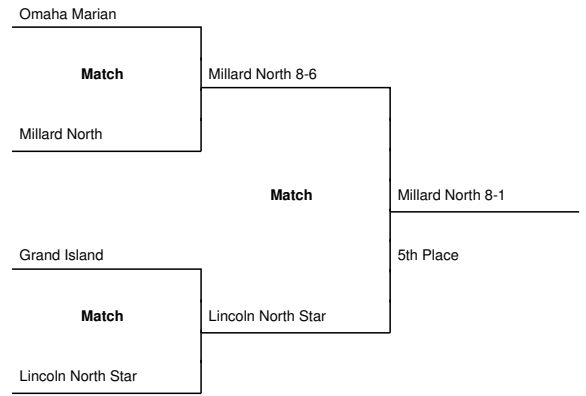 Omaha Marian
Match
Millard North 8-6
Millard North
Match
Millard North 8-1
Grand Island
5th Place
Match
Lincoln North Star
Lincoln North Star